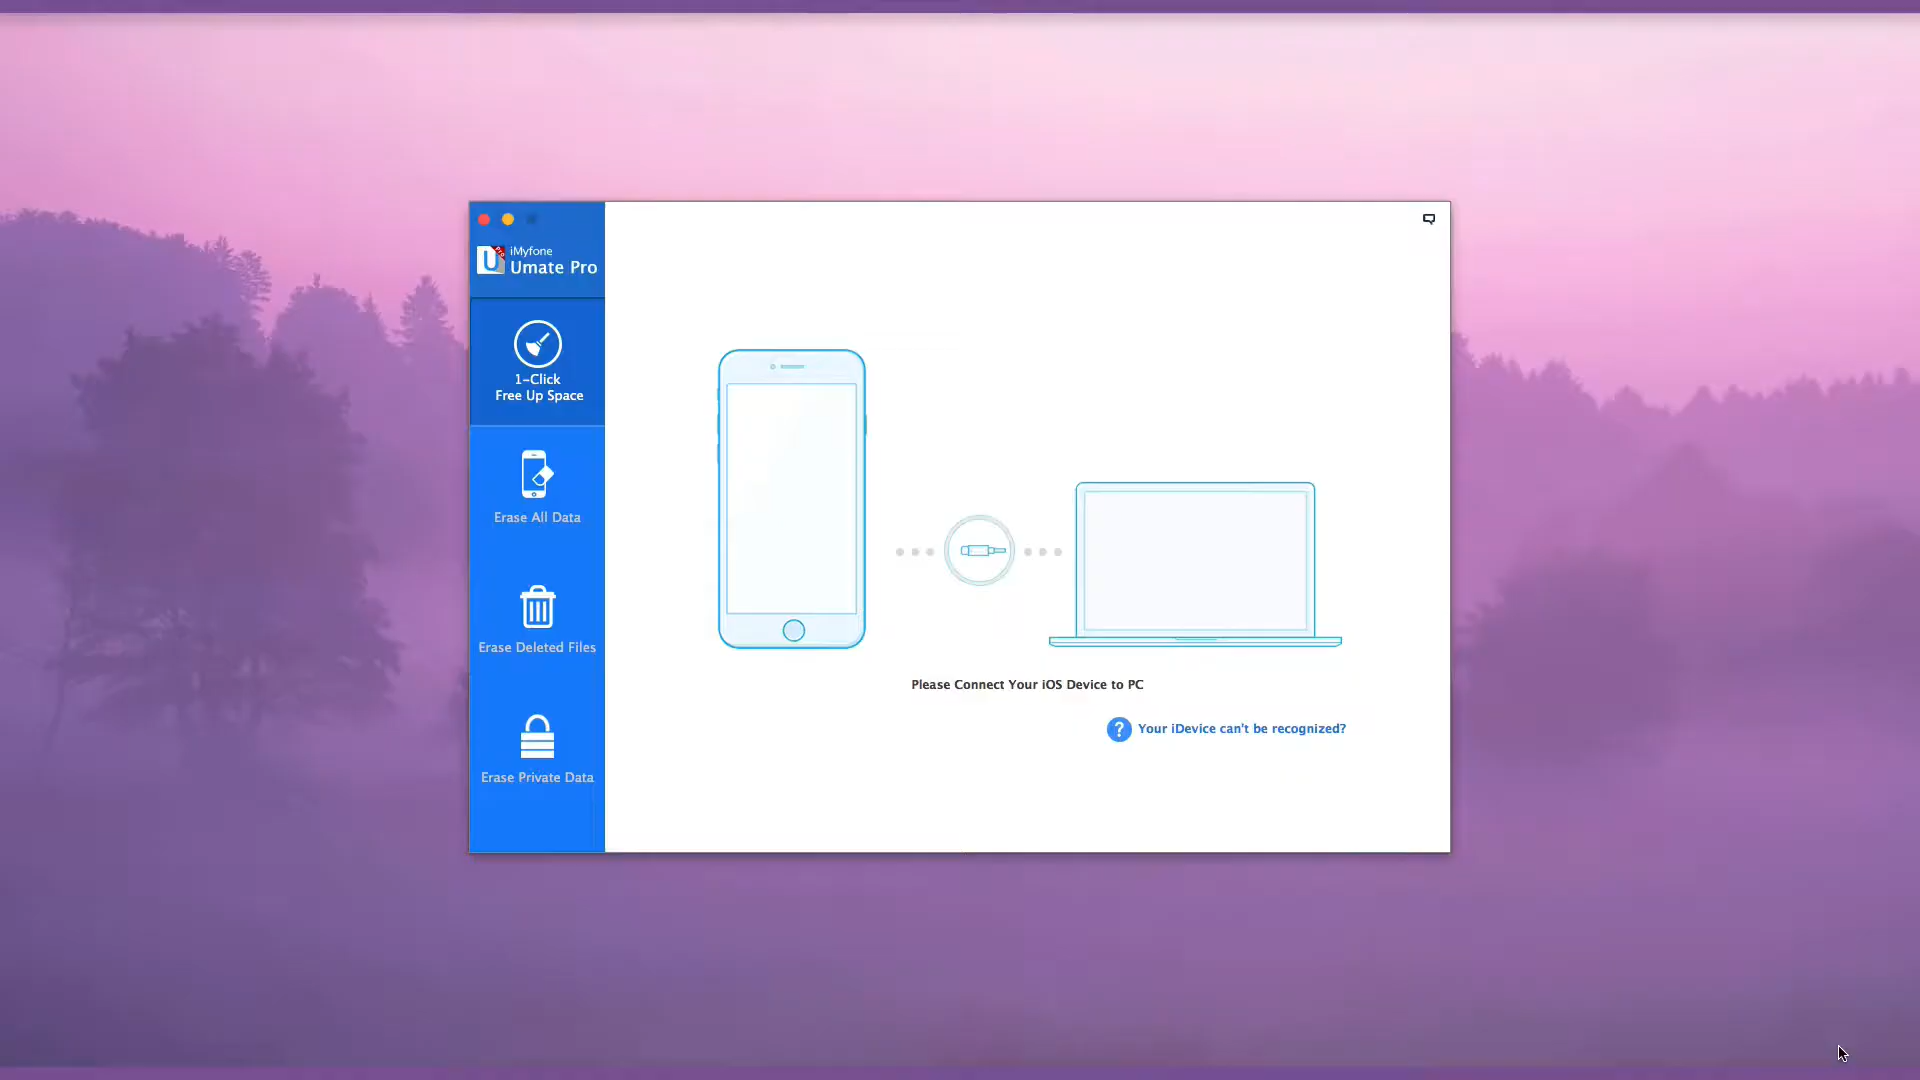 iMyfone
Umate Pro
1-Click
Free Up Space
Erase All Data
Erase Deleted Files
Erase Private Data
Please Connect Your iOS Device to PC
? Your iDevice can't be recognized?